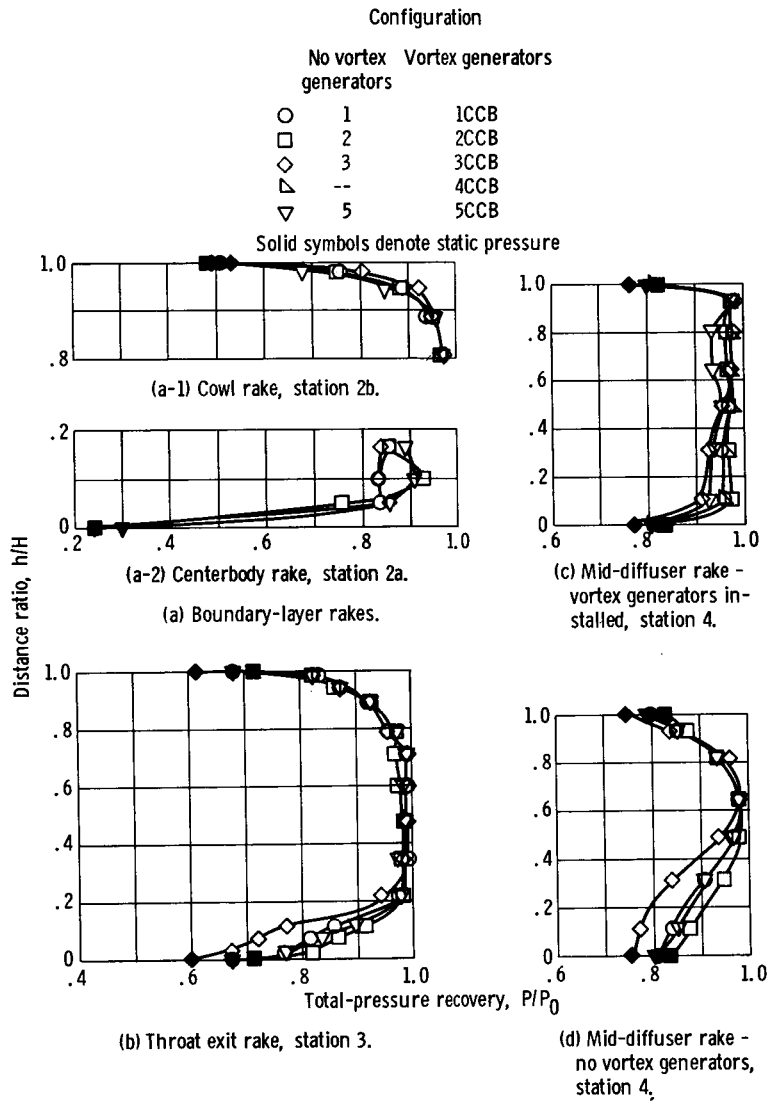 Configuration
No vortex generators Vortex generators
1 1CCB
2 2CCB
3 3CCB
-- 4CCB
5 5CCB
Solid symbols denote static pressure
1.0
.8
(a-1) Cowl rake, station 2b.
0.2
0
.2 .4 .6 .8 1.0
(a-2) Centerbody rake, station 2a.
(a) Boundary-layer rakes.
1.0
.8
.6
.4
.2
0
.6 .8 1.0
(c) Mid-diffuser rake -
vortex generators in-
stalled, station 4.
Distance ratio, h/H
1.0
.8
.6
.4
.2
0
.4 .6 .8 1.0
(b) Throat exit rake, station 3.
1.0
.8
.6
.4
.2
0
.6 .8 1.0
Total-pressure recovery, P/P0
(d) Mid-diffuser rake -
no vortex generators,
station 4.